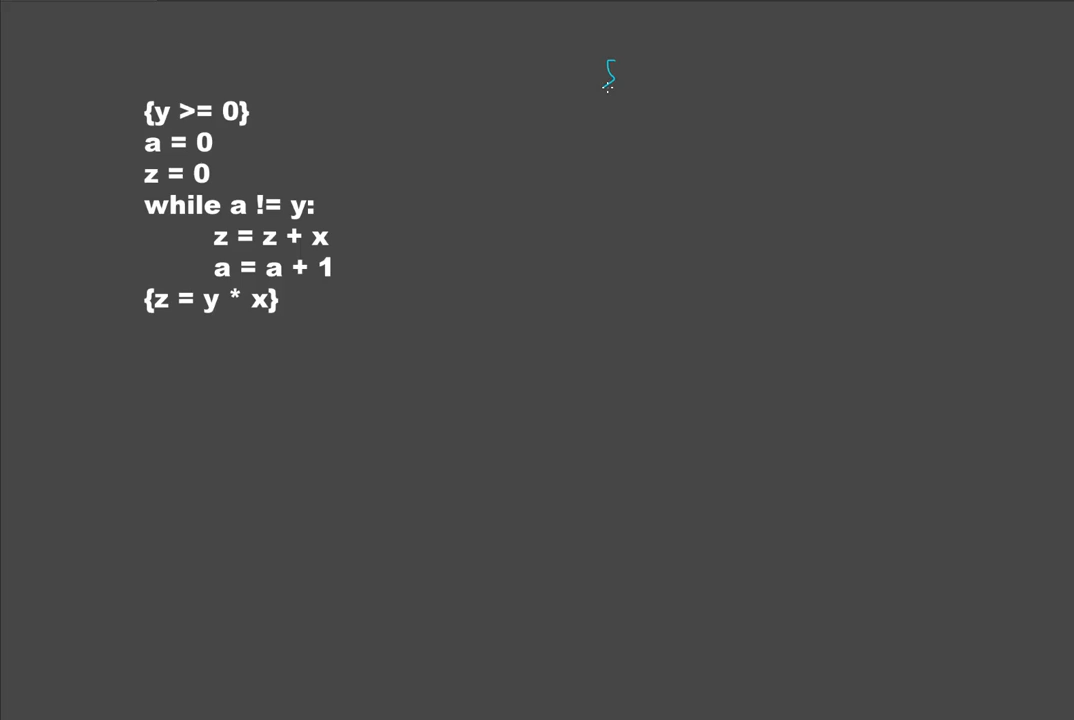 {y >= 0}
a = 0
z = 0
while a != y:
z = z + x
a = a + 1
{z = y * x}